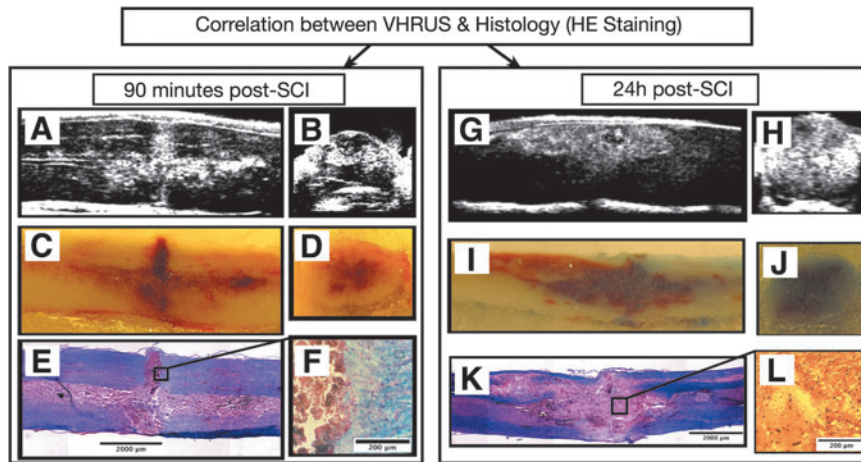 Correlation between VHRUS & Histology (HE Staining)
90 minutes post-SCI
A
B
C
D
E
2000 µm
F
200 µm
24h post-SCI
G
H
I
J
K
2000 µm
L
200 µm